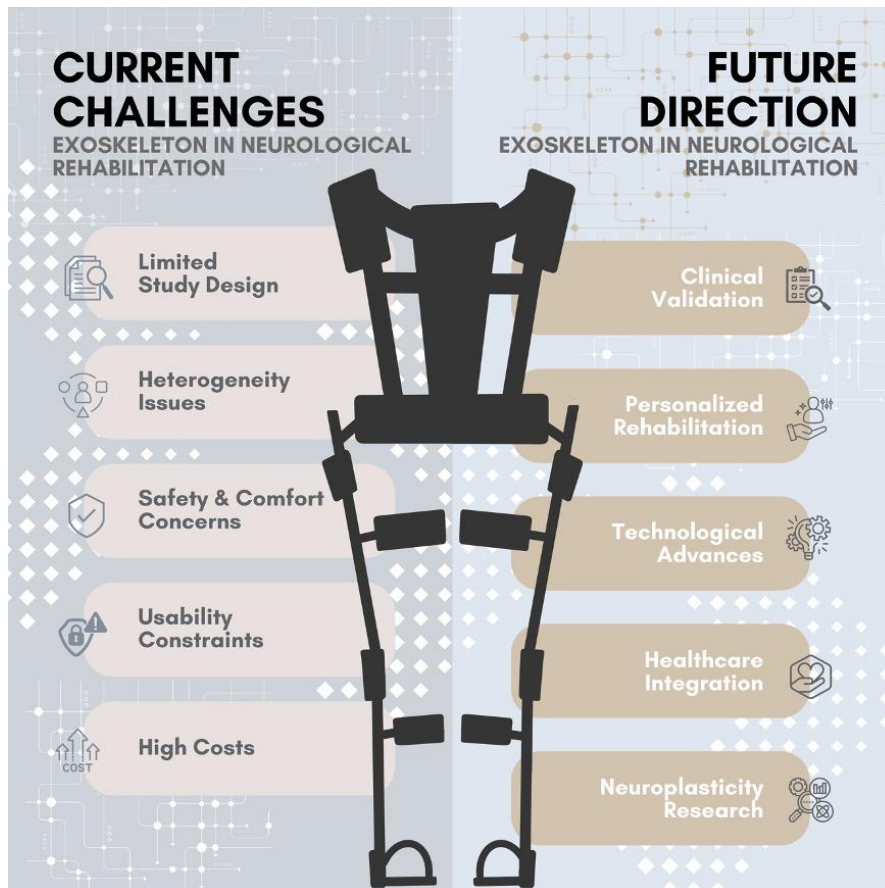 CURRENT
CHALLENGES
EXOSKELETON IN NEUROLOGICAL
REHABILITATION
Limited
Study Design
Heterogeneity
Issues
Safety & Comfort
Concerns
Usability
Constraints
COST
High Costs
FUTURE
DIRECTION
EXOSKELETON IN NEUROLOGICAL
REHABILITATION
Clinical
Validation
Personalized
Rehabilitation
Technological
Advances
Healthcare
Integration
Neuroplasticity
Research